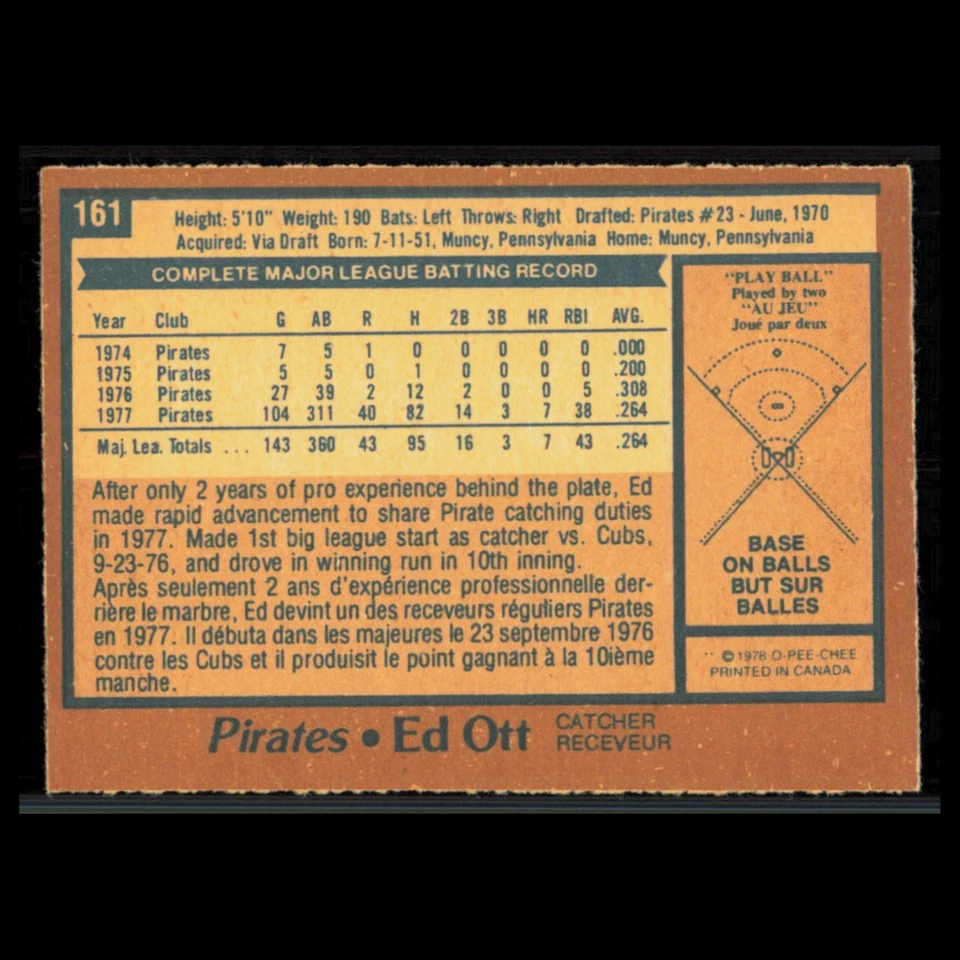 161
Height: 5'10" Weight: 190 Bats: Left Throws: Right Drafted: Pirates #23 - June, 1970
Acquired: Via Draft Born: 7-11-51, Muncy, Pennsylvania Home: Muncy, Pennsylvania
COMPLETE MAJOR LEAGUE BATTING RECORD
Year Club G AB R H 2B 3B HR RBI AVG.
1974 Pirates 7 5 1 0 0 0 0 0 .000
1975 Pirates 5 5 0 1 0 0 0 0 .200
1976 Pirates 27 39 2 12 2 0 0 5 .308
1977 Pirates 104 311 40 82 14 3 7 38 .264
Maj. Lea. Totals ... 143 360 43 95 16 3 7 43 .264
After only 2 years of pro experience behind the plate, Ed
made rapid advancement to share Pirate catching duties
in 1977. Made 1st big league start as catcher vs. Cubs,
9-23-76, and drove in winning run in 10th inning.
Après seulement 2 ans d'expérience professionnelle der-
rière le marbre, Ed devint un des receveurs réguliers Pirates
en 1977. Il débuta dans les majeures le 23 septembre 1976
contre les Cubs et il produisit le point gagnant à la 10ième
manche.
"PLAY BALL"
Played by two
"AU JEU"
Joué par deux
BASE
ON BALLS
BUT SUR
BALLES
** © 1978 O-PEE-CHEE
PRINTED IN CANADA
Pirates • Ed Ott
CATCHER
RECEVEUR